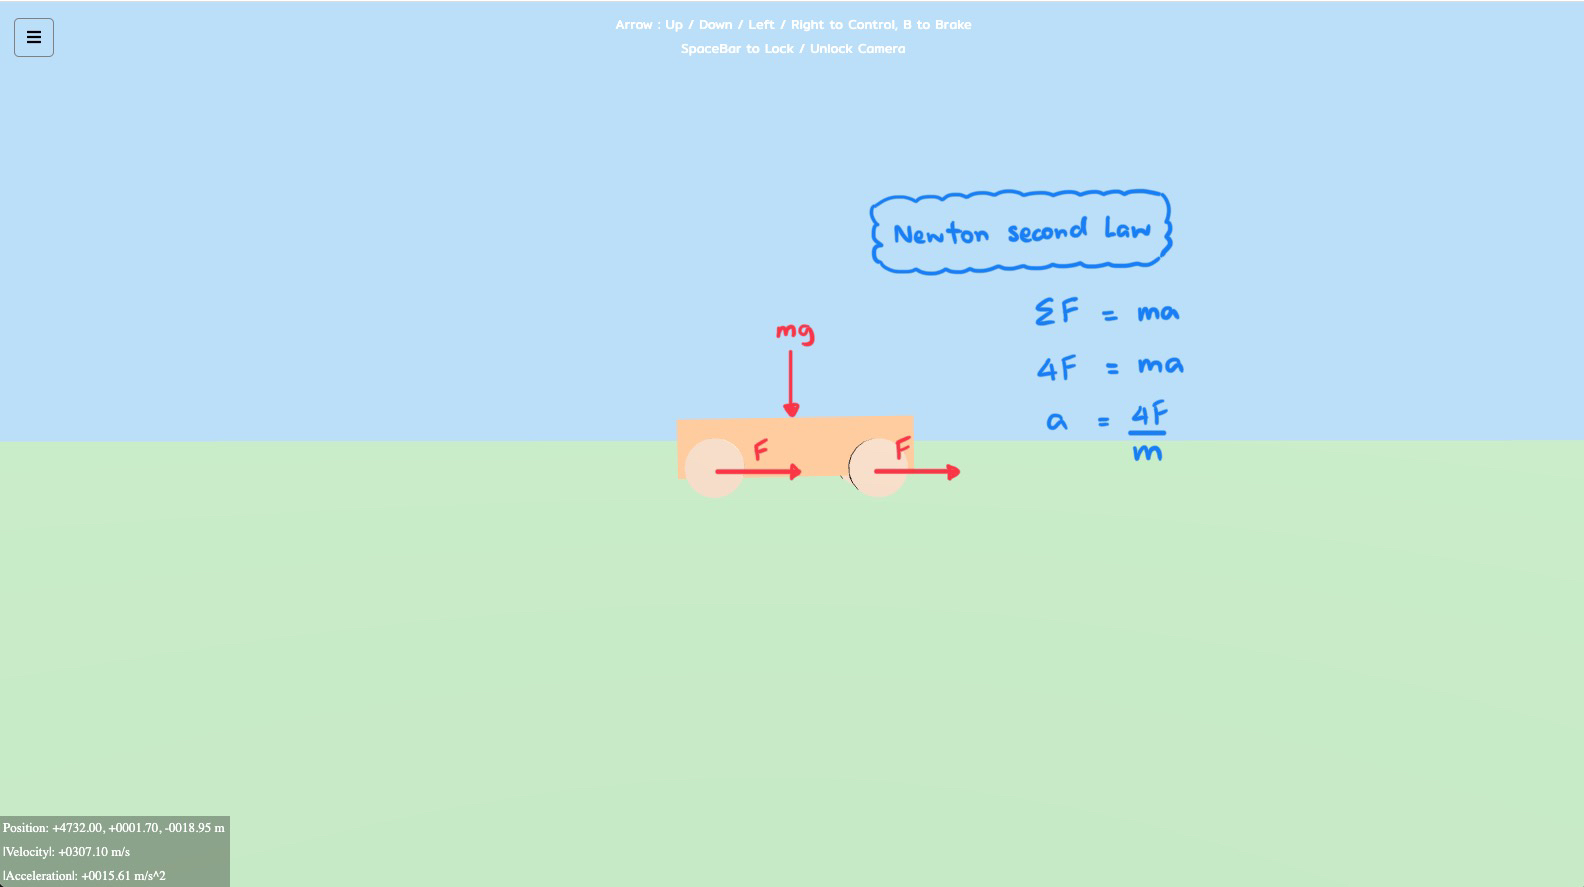 Arrow : Up / Down / Left / Right to Control, B to Brake
SpaceBar to Lock / Unlock Camera
Newton second Law
ΣF = ma
4F = ma
a = 4F/m
mg
F
F
Position: +4732.00, +0001.70, -0018.95 m
|Velocity|: +0307.10 m/s
|Acceleration|: +0015.61 m/s^2